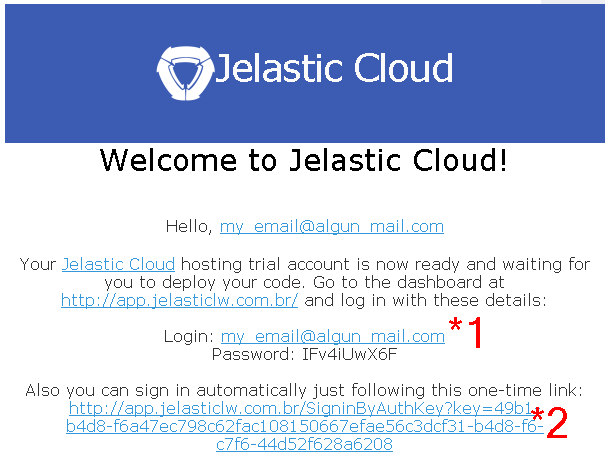 Jelastic Cloud
Welcome to Jelastic Cloud!
Hello, my_email@algun_mail.com
Your Jelastic Cloud hosting trial account is now ready and waiting for
you to deploy your code. Go to the dashboard at
http://app.jelasticlw.com.br/ and log in with these details:
Login: my_email@algun_mail.com *1
Password: IFv4iUwX6F
Also you can sign in automatically just following this one-time link:
http://app.jelasticlw.com.br/SigninByAuthKey?key=49b1
b4d8-f6a47ec798c62fac108150667efae56c3dcf31-b4d8-f6- *2
c7f6-44d52f628a6208